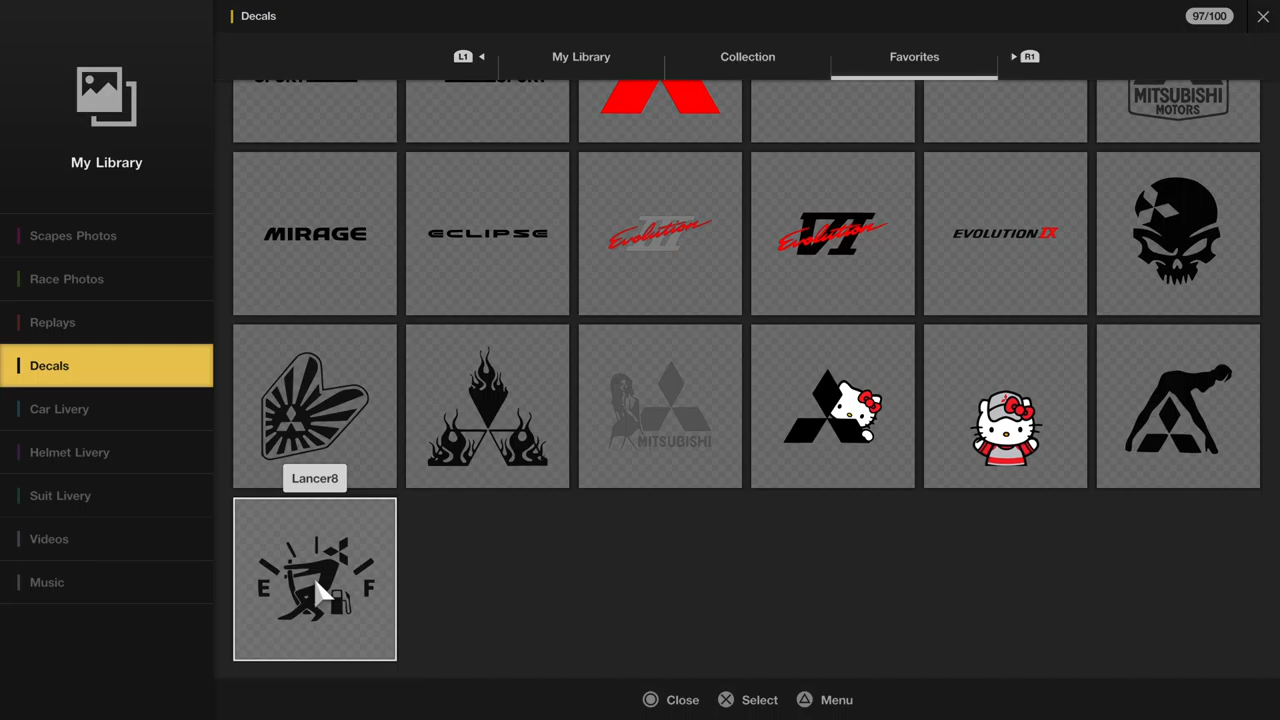 Decals
97/100
L1
My Library
Collection
Favorites
R1
My Library
MITSUBISHI
MOTORS
MIRAGE
ECLIPSE
Evolution III
Evolution VI
EVOLUTION IX
Scapes Photos
Race Photos
Replays
Decals
Car Livery
Helmet Livery
Suit Livery
Videos
Music
MITSUBISHI
Lancer8
E
F
Close
Select
Menu